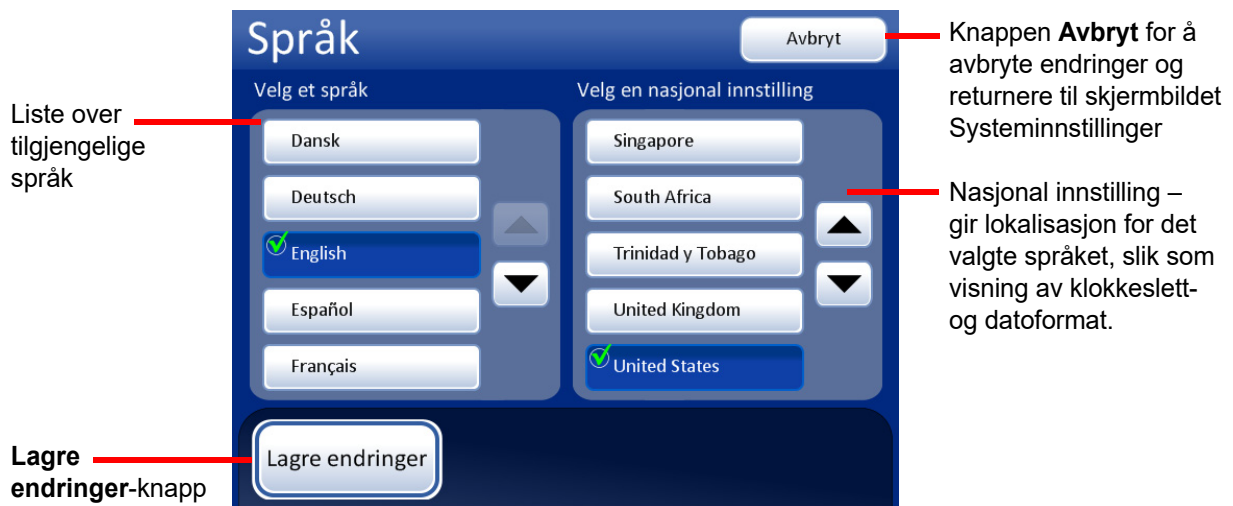 Språk
Avbryt
Velg et språk
Velg en nasjonal innstilling
Dansk
Deutsch
English
Español
Français
Singapore
South Africa
Trinidad y Tobago
United Kingdom
United States
Lagre endringer
Liste over
tilgjengelige
språk
Lagre
endringer-knapp
Knappen Avbryt for å
avbryte endringer og
returnere til skjermbildet
Systeminnstillinger
Nasjonal innstilling –
gir lokalisasjon for det
valgte språket, slik som
visning av klokkeslett-
og datoformat.